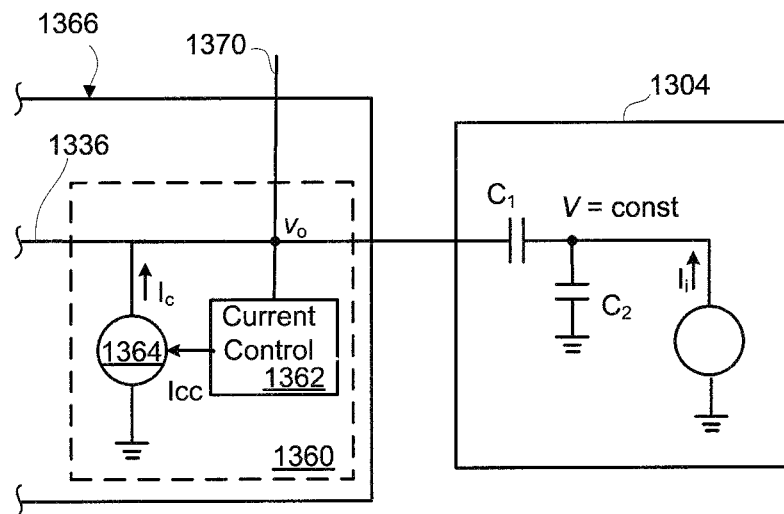 1370
1366
1304
1336
C1
V = const
vo
Ic
Ii
C2
Current
Control
1364
1362
Icc
1360